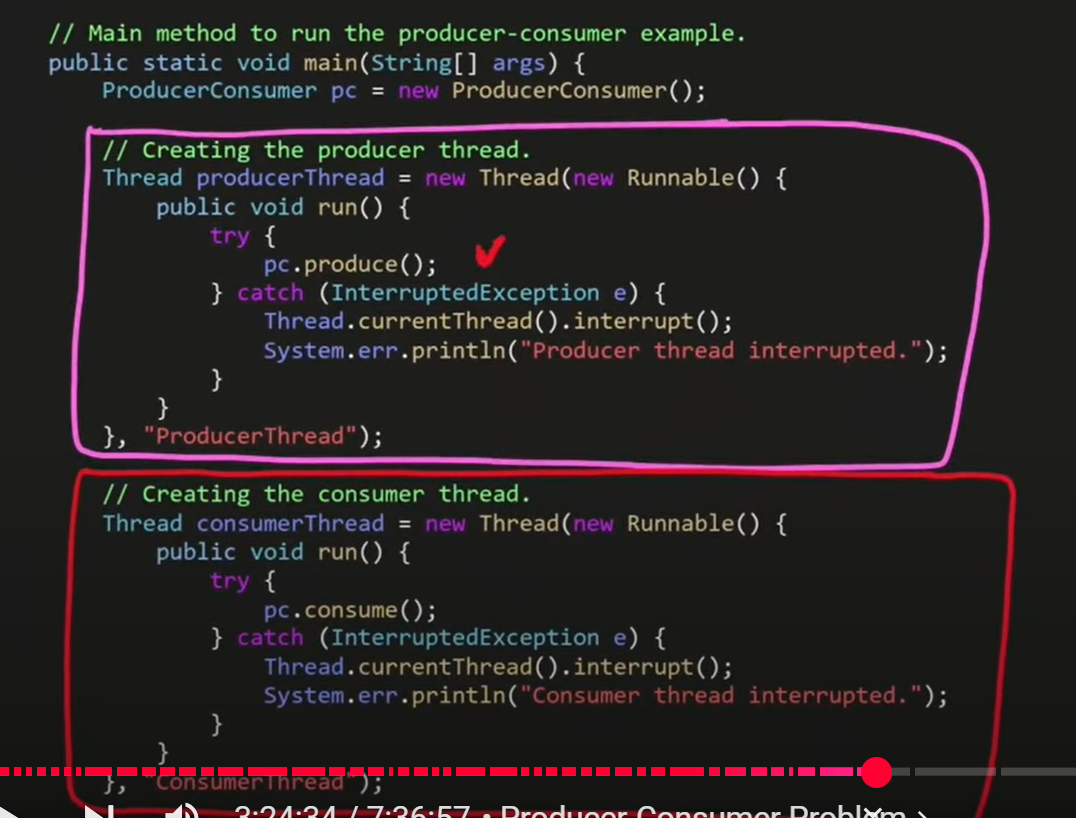 // Main method to run the producer-consumer example.
public static void main(String[] args) {
ProducerConsumer pc = new ProducerConsumer();
// Creating the producer thread.
Thread producerThread = new Thread(new Runnable() {
public void run() {
try {
pc.produce();
} catch (InterruptedException e) {
Thread.currentThread().interrupt();
System.err.println("Producer thread interrupted.");
}
}
}, "ProducerThread");
// Creating the consumer thread.
Thread consumerThread = new Thread(new Runnable() {
public void run() {
try {
pc.consume();
} catch (InterruptedException e) {
Thread.currentThread().interrupt();
System.err.println("Consumer thread interrupted.");
}
}
}, "ConsumerThread");
3:24:34 / 7:36:57 • Producer Consumer Problem ›